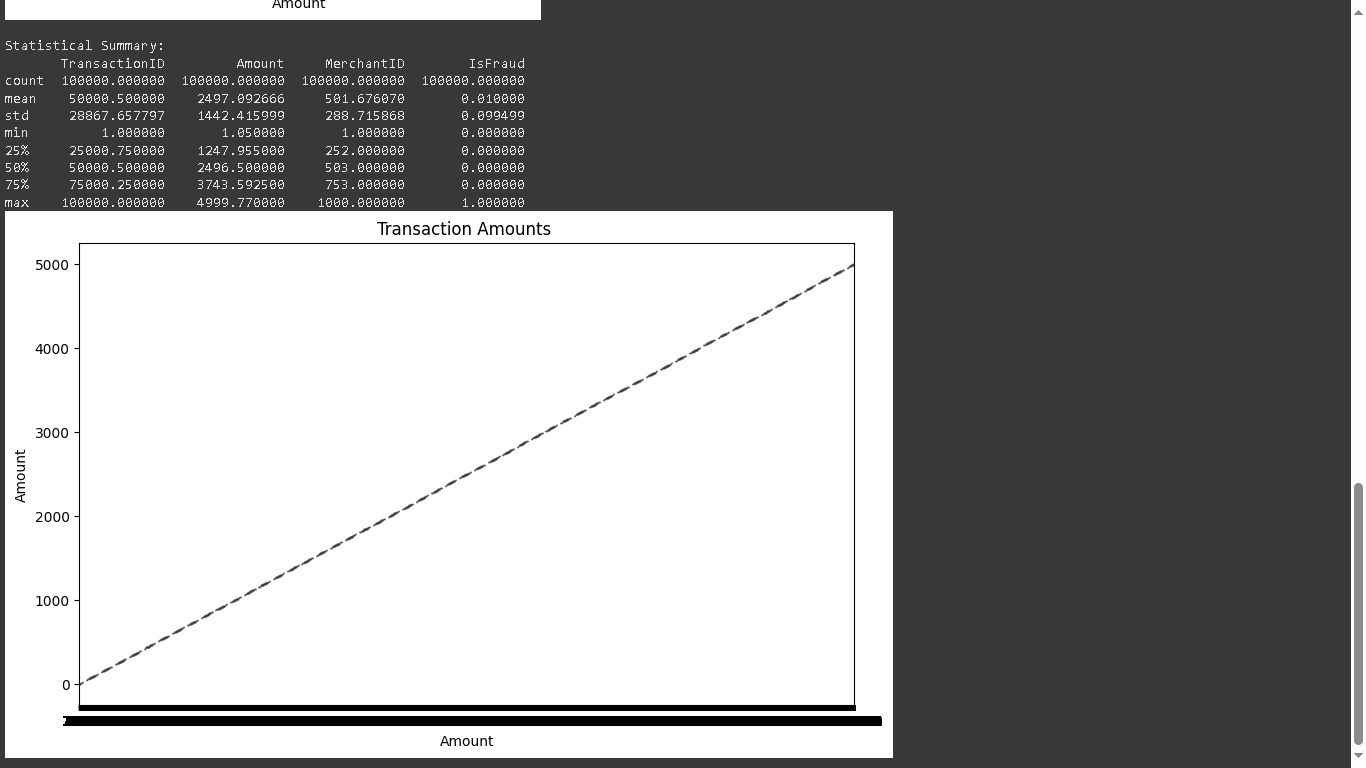 Amount
Statistical Summary:
TransactionID Amount MerchantID IsFraud
count 100000.000000 100000.000000 100000.000000 100000.000000
mean 50000.500000 2497.092666 501.676070 0.010000
std 28867.657797 1442.415999 288.715868 0.099499
min 1.000000 1.050000 1.000000 0.000000
25% 25000.750000 1247.955000 252.000000 0.000000
50% 50000.500000 2496.500000 503.000000 0.000000
75% 75000.250000 3743.592500 753.000000 0.000000
max 100000.000000 4999.770000 1000.000000 1.000000
Transaction Amounts
5000
4000
3000
2000
1000
0
Amount
Amount